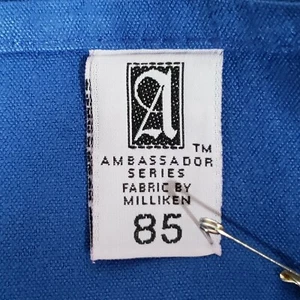 A
TM
AMBASSADOR
SERIES
FABRIC BY
MILLIKEN
85